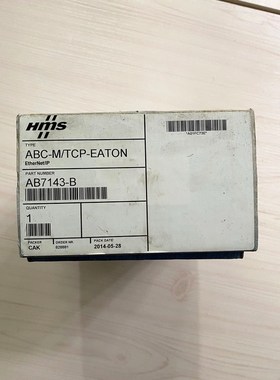 HMS
TYPE
ABC-M/TCP-EATON
EtherNet/IP
PART NUMBER
AB7143-B
QUANTITY
1
PACKER
ORDER NR.
PACK DATE
CAK
2014-05-28